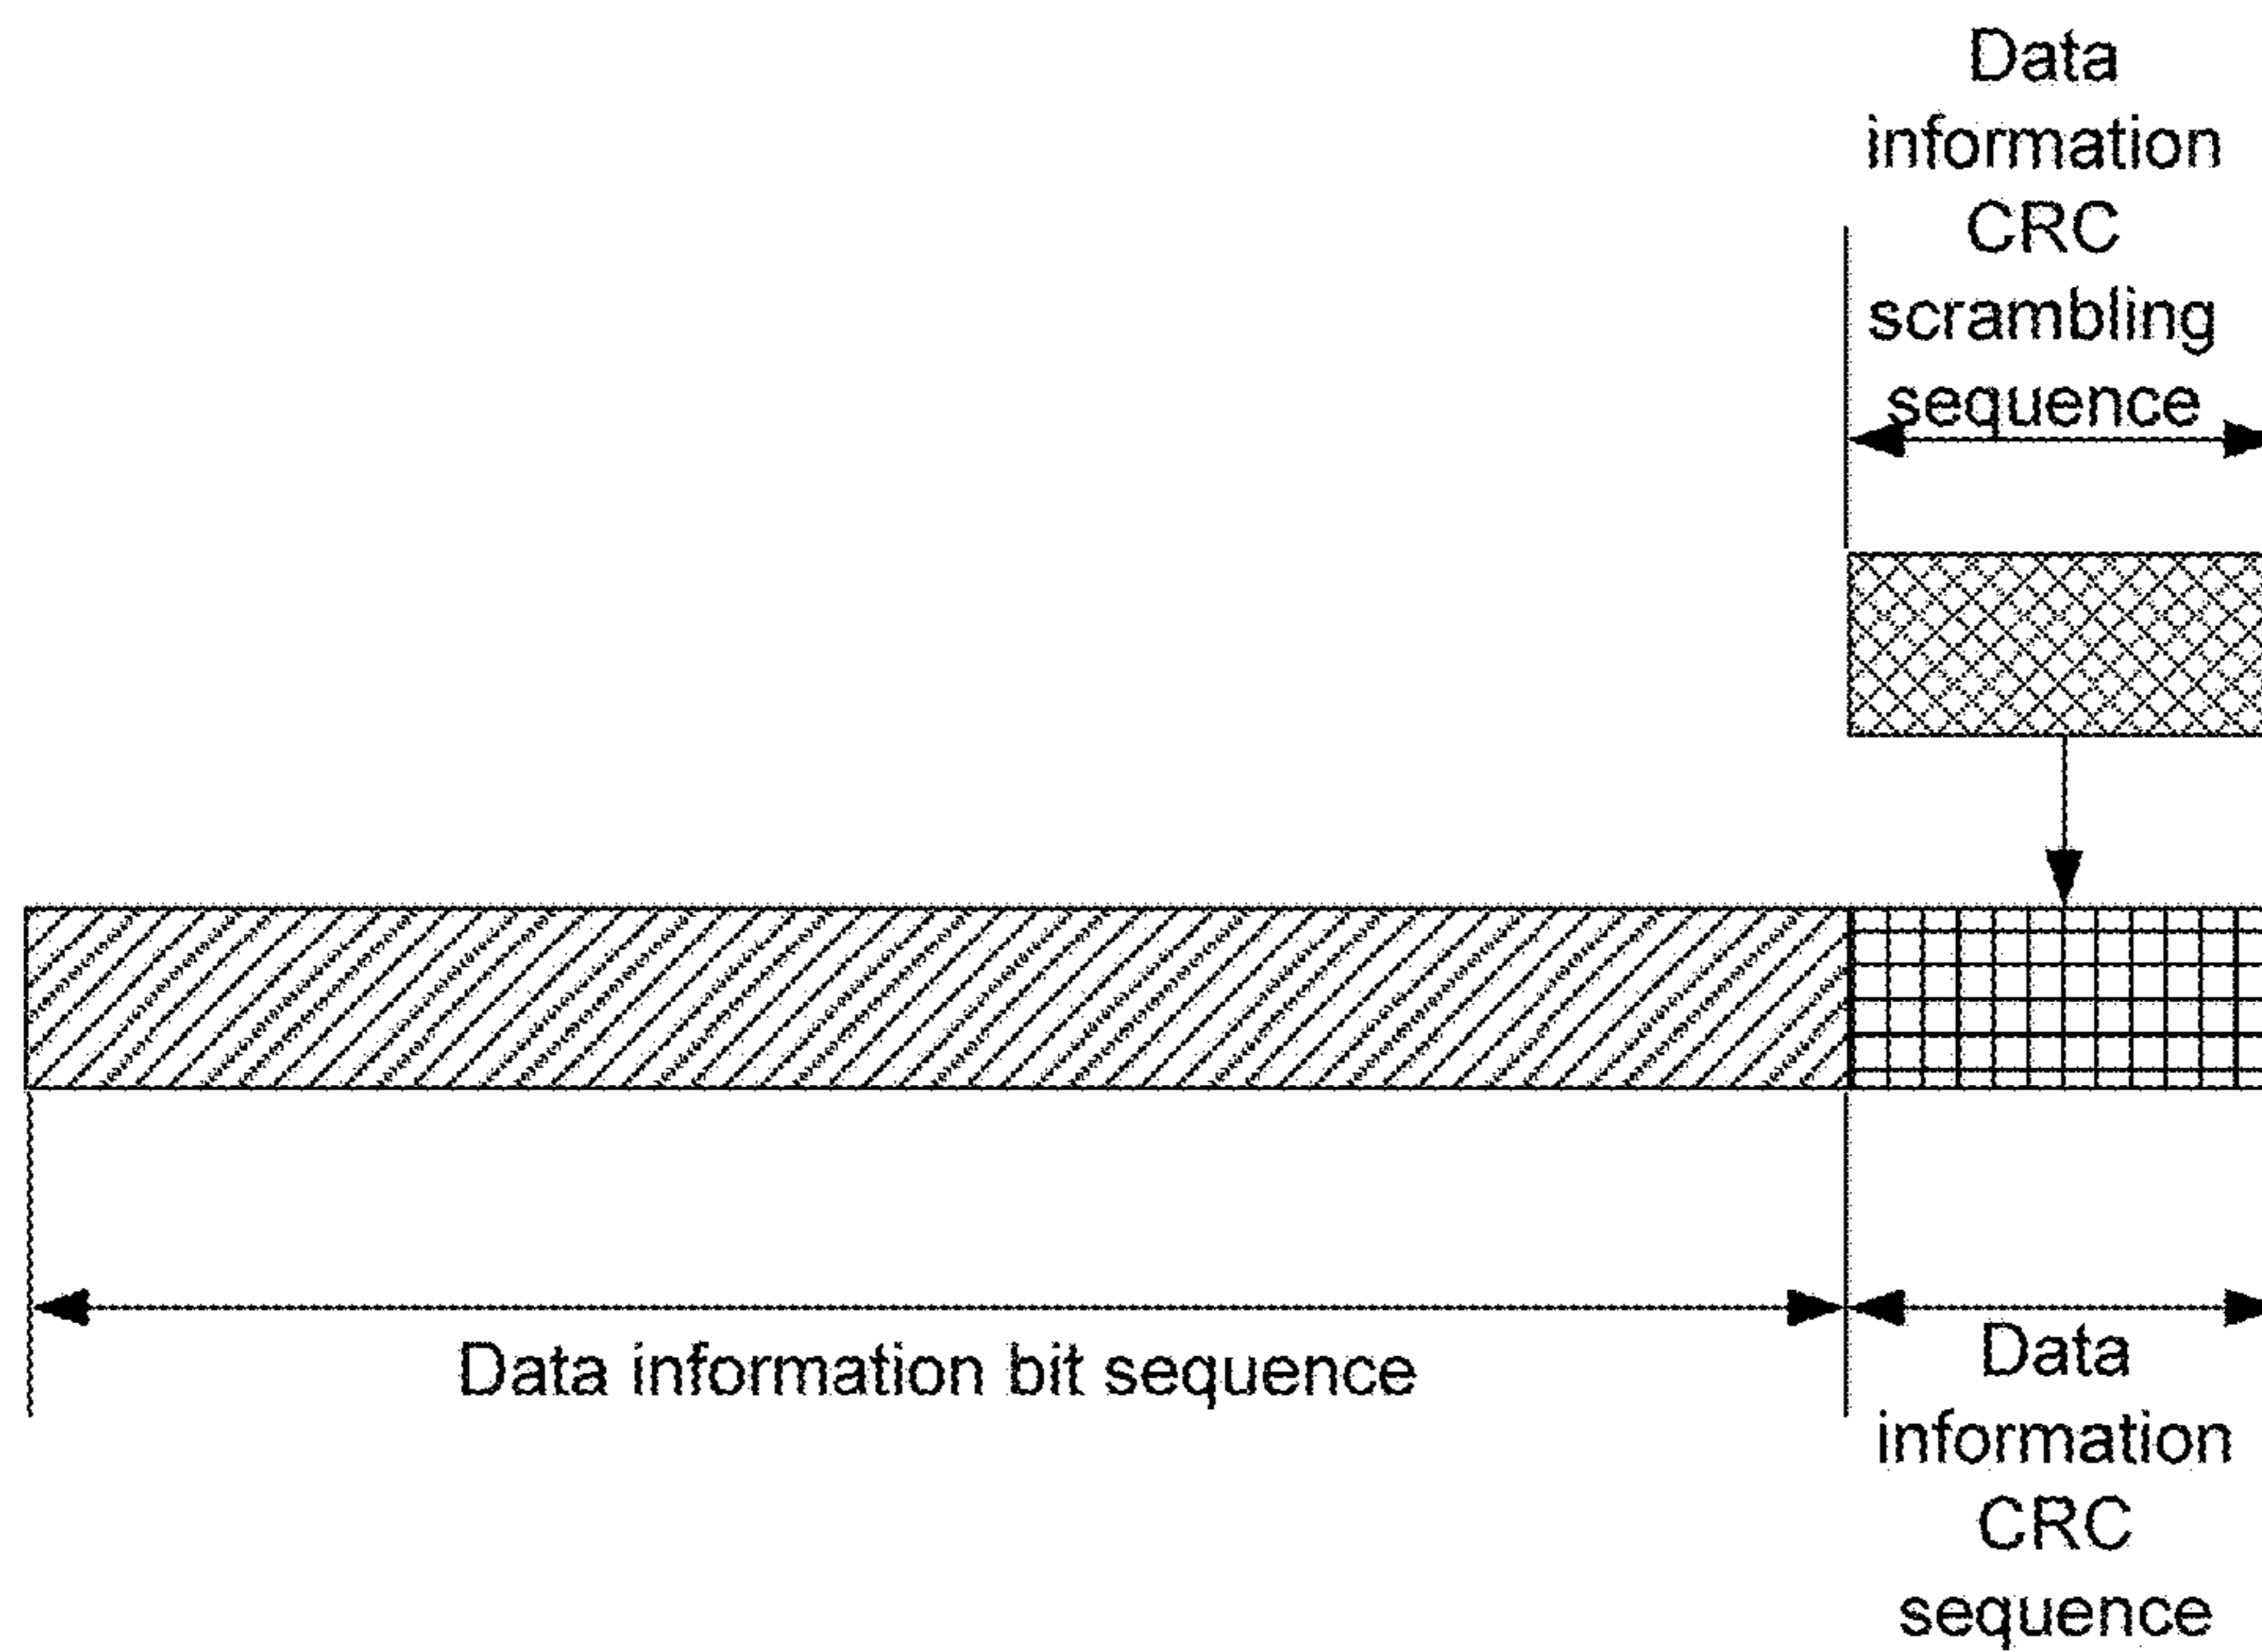 Data
information
CRC
scrambling
sequence
Data information bit sequence
Data
information
CRC
sequence